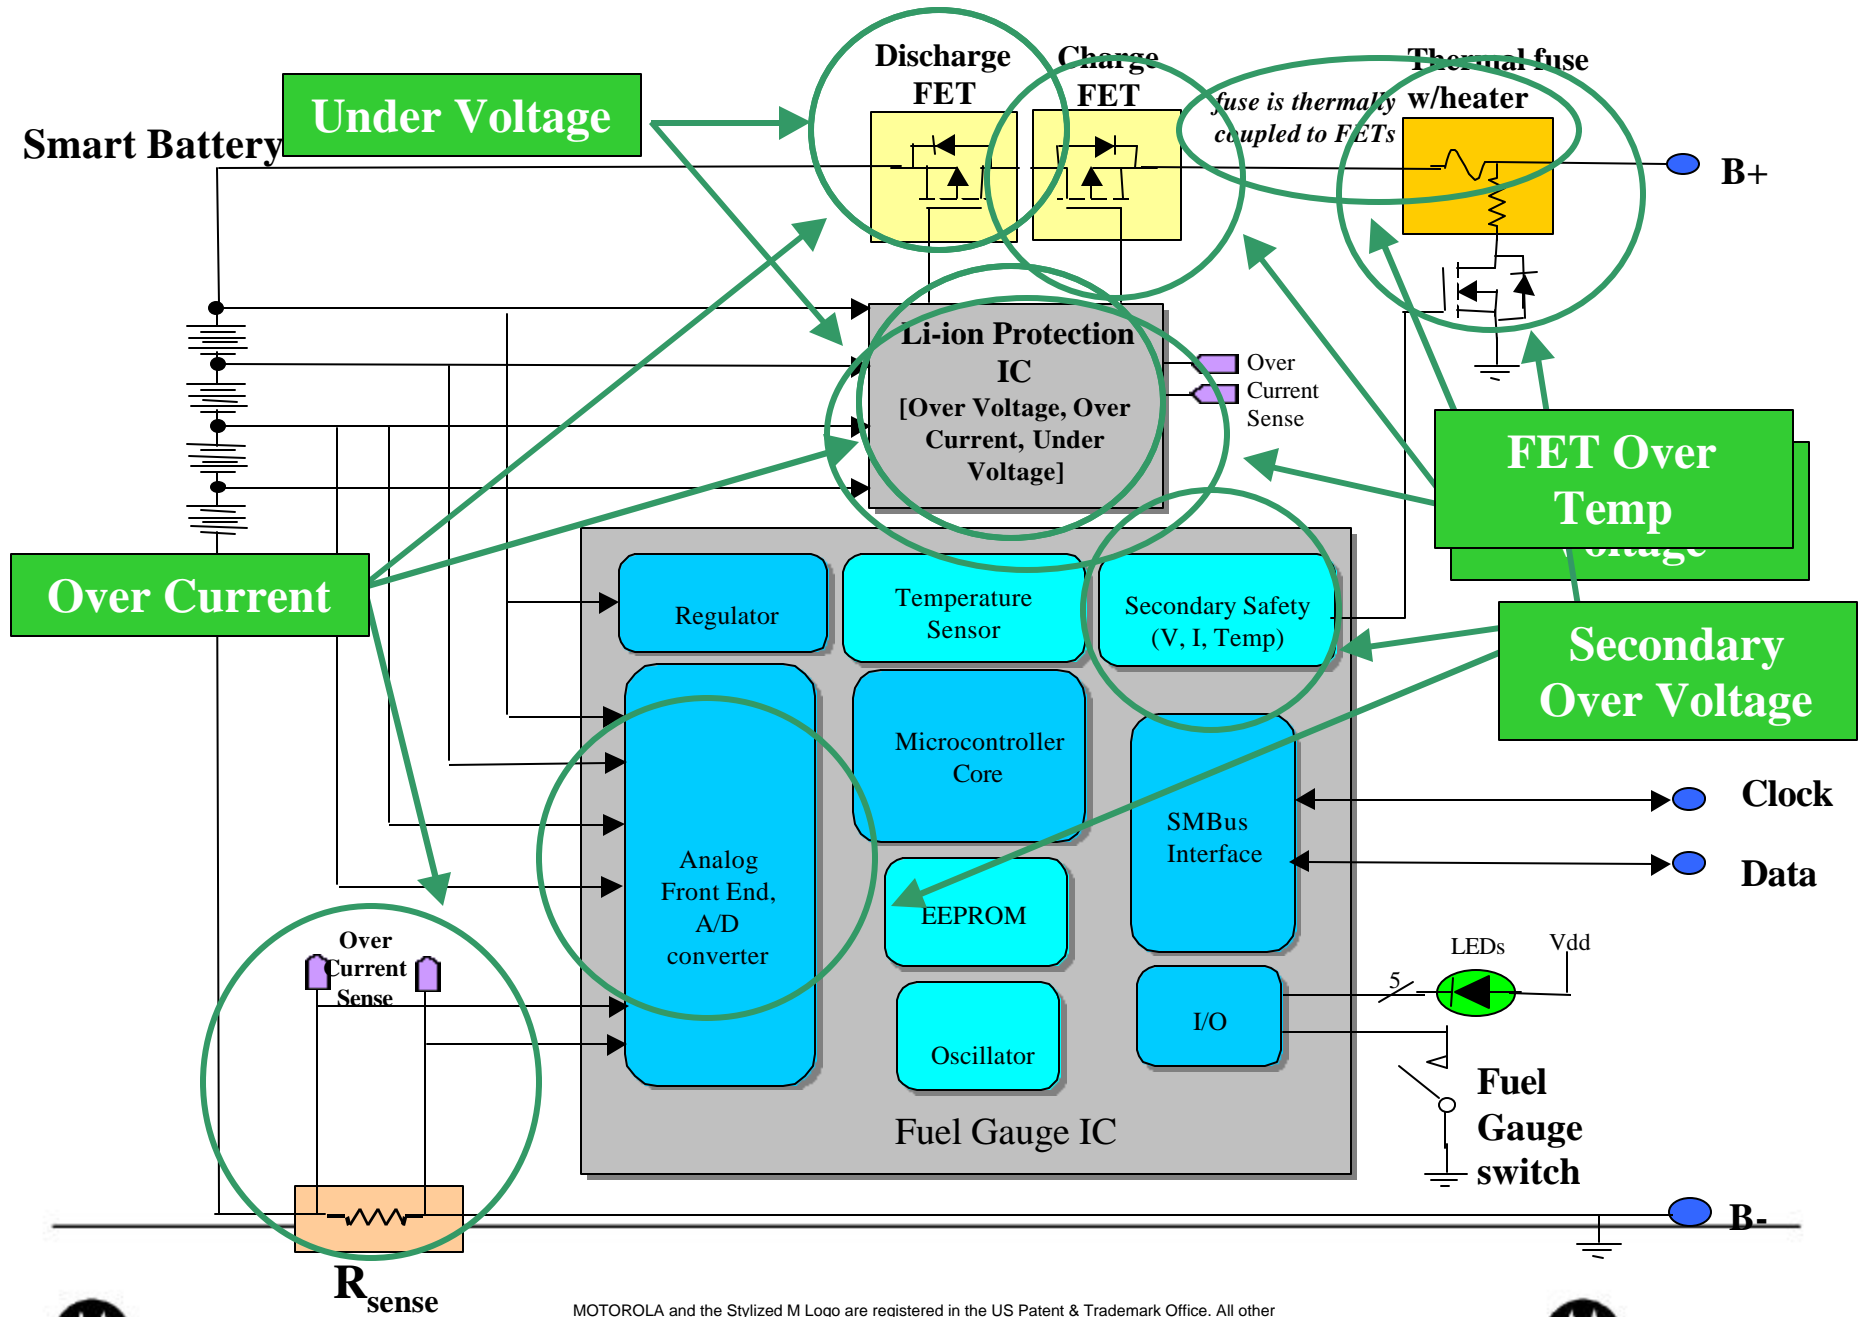 Discharge
FET
Charge
FET
Thermal fuse
w/heater
fuse is thermally
coupled to FETs
Under Voltage
Smart Battery
B+
Li-ion Protection
IC
[Over Voltage, Over
Current, Under
Voltage]
Over
Current
Sense
FET Over
Temp
Voltage
Over Current
Regulator
Temperature
Sensor
Secondary Safety
(V, I, Temp)
Secondary
Over Voltage
Microcontroller
Core
SMBus
Interface
Clock
Data
Analog
Front End,
A/D
converter
EEPROM
Over
Current
Sense
LEDs
Vdd
5
I/O
Oscillator
Fuel
Gauge
switch
Fuel Gauge IC
B-
Rsense
MOTOROLA and the Stylized M Logo are registered in the US Patent & Trademark Office. All other